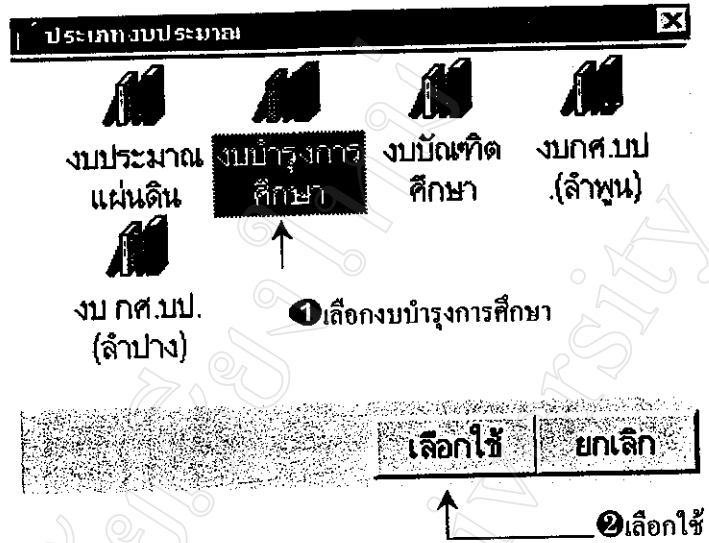 ประเภทงบประมาณ
งบประมาณ งบบำรุงการ งบบัณฑิต งบกศ.บป
แผ่นดิน ศึกษา ศึกษา .(ลำพูน)
งบ กศ.บป.
(ลำปาง)
❶เลือกงบบำรุงการศึกษา
เลือกใช้ ยกเลิก
❷เลือกใช้